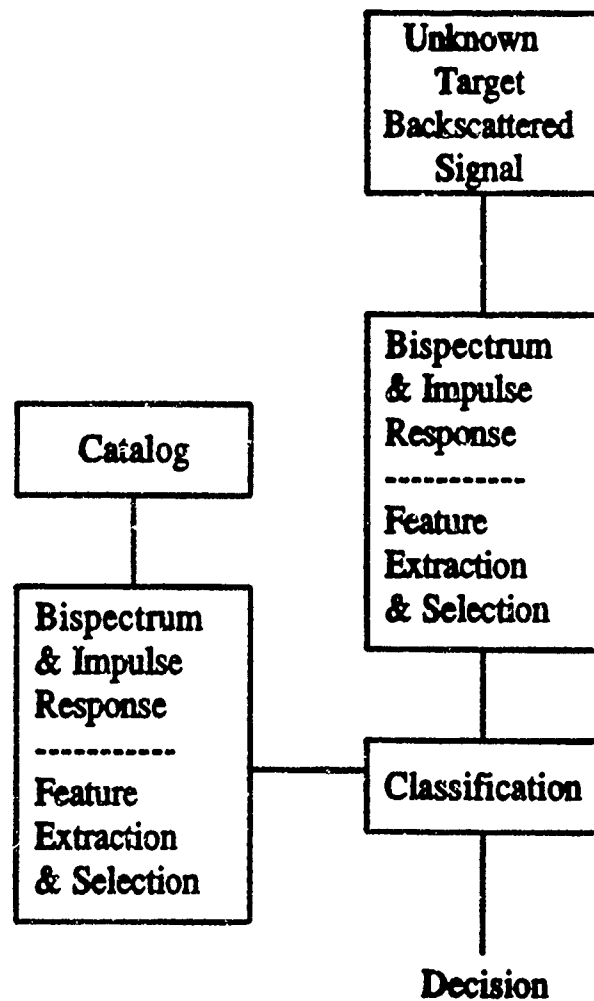 Unknown
Target
Backscattered
Signal
Bispectrum
& Impulse
Response
------------
Feature
Extraction
& Selection
Catalog
Bispectrum
& Impulse
Response
------------
Feature
Extraction
& Selection
Classification
Decision